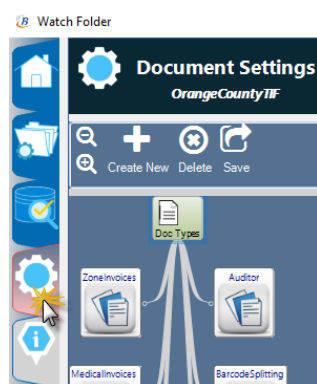 Watch Folder
Document Settings
OrangeCountyTIF
Create New Delete Save
Doc Types
ZoneInvoices Auditor
MedicalInvoices BarcodeSplitting